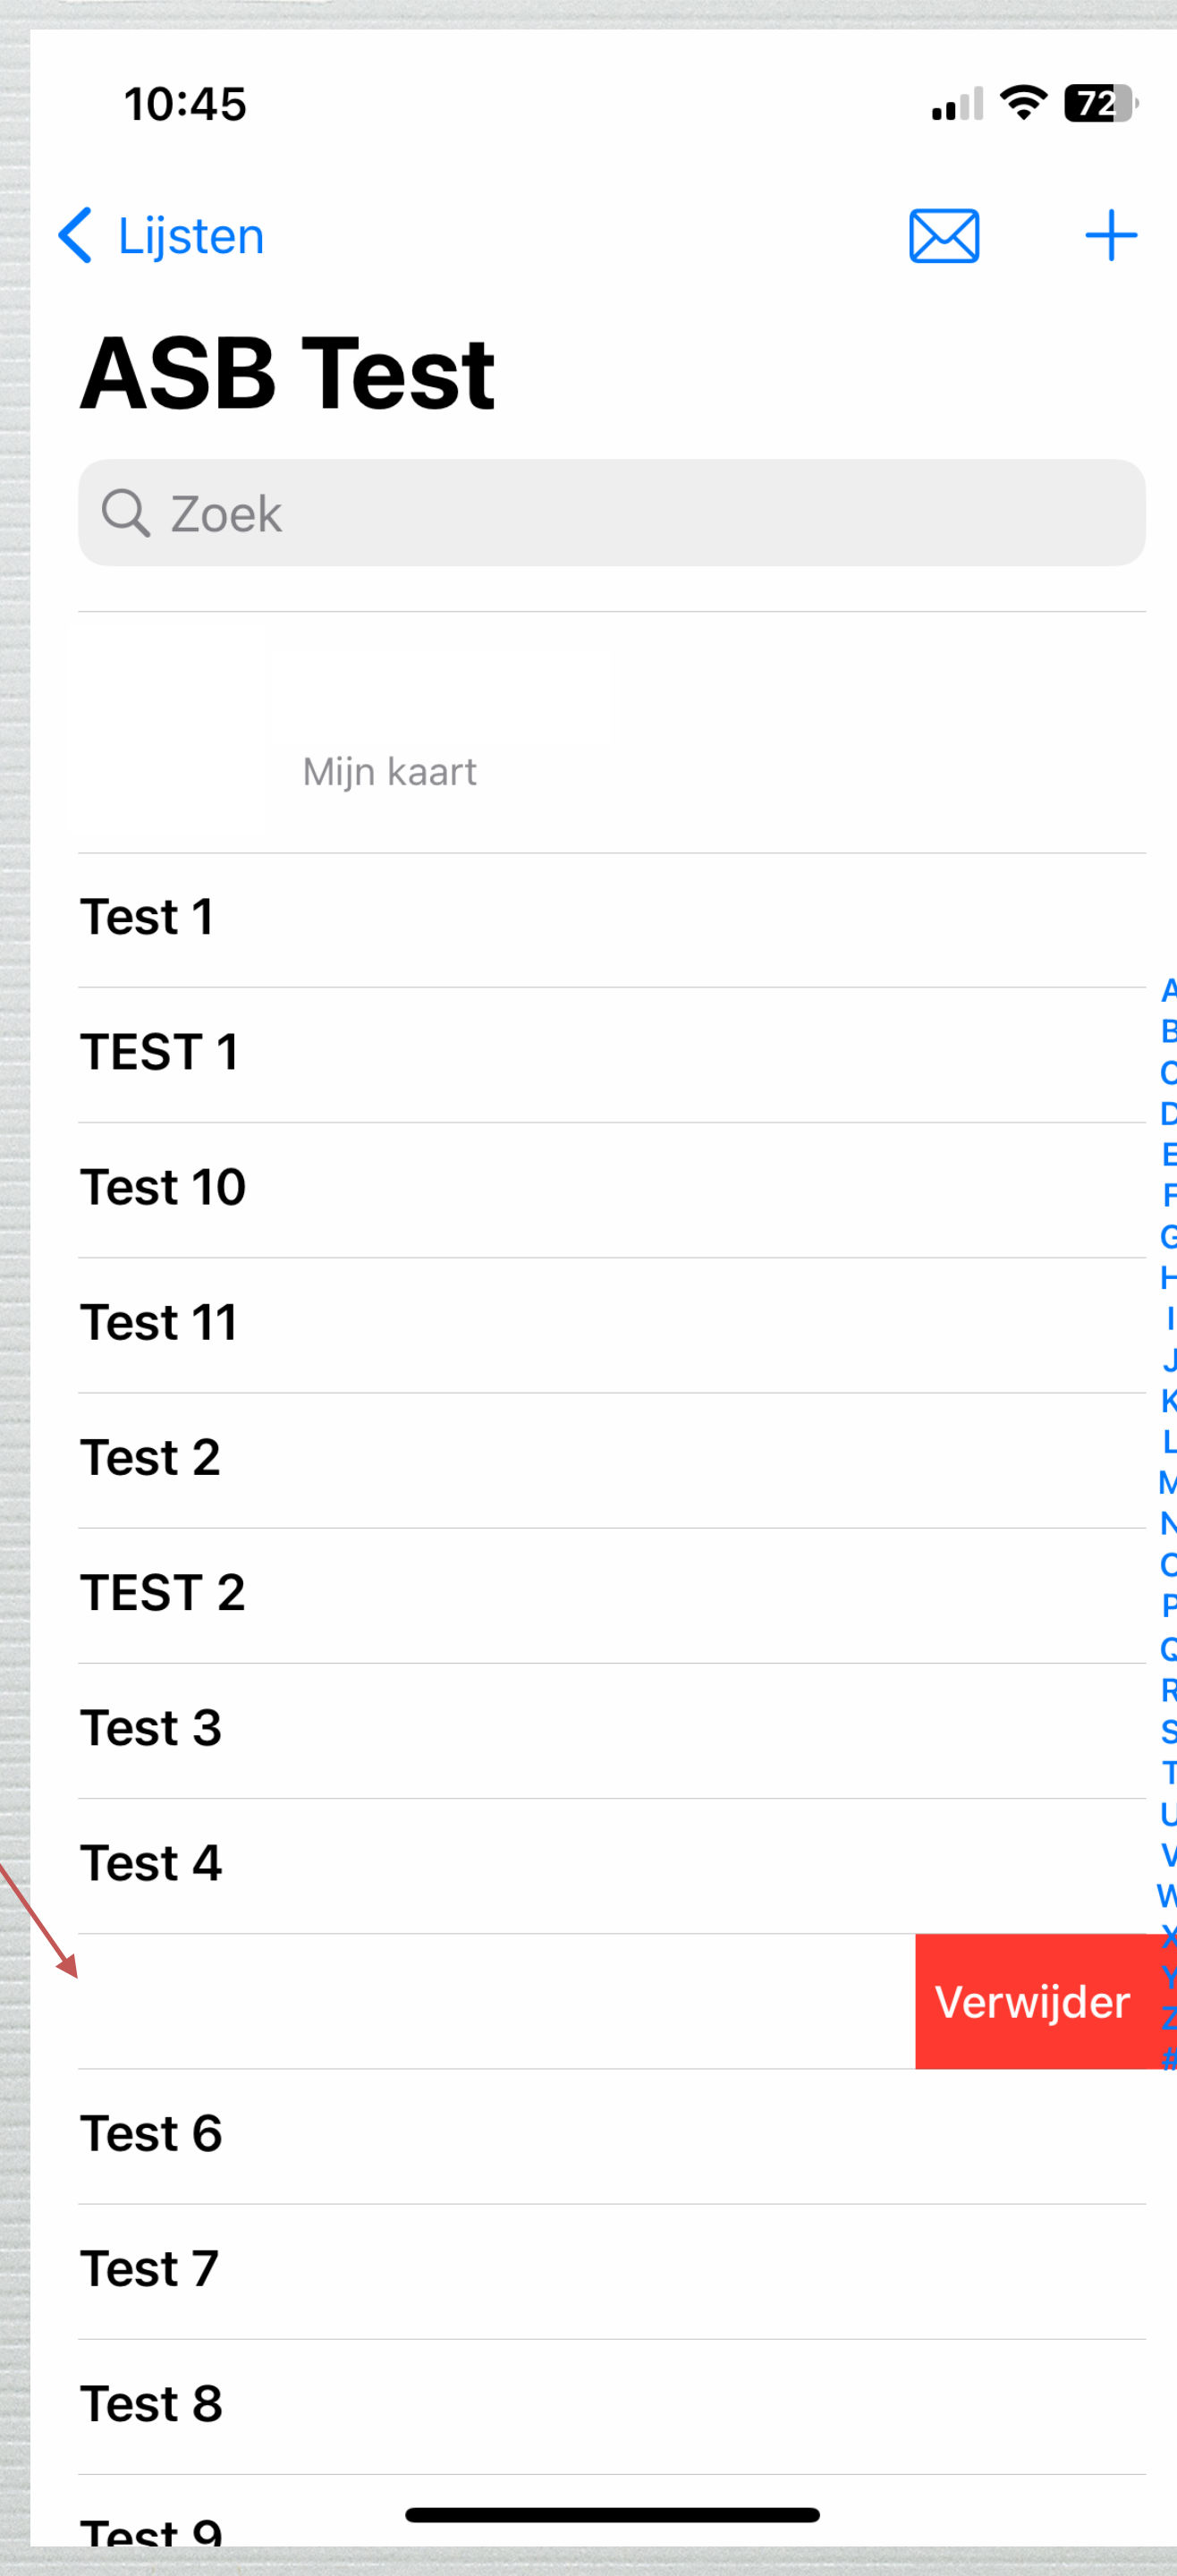 10:45
72
Lijsten
ASB Test
Zoek
Mijn kaart
Test 1
TEST 1
Test 10
Test 11
Test 2
TEST 2
Test 3
Test 4
Verwijder
Test 6
Test 7
Test 8
Test 9
A
B
C
D
E
F
G
H
I
J
K
L
M
N
O
P
Q
R
S
T
U
V
W
X
Y
Z
#